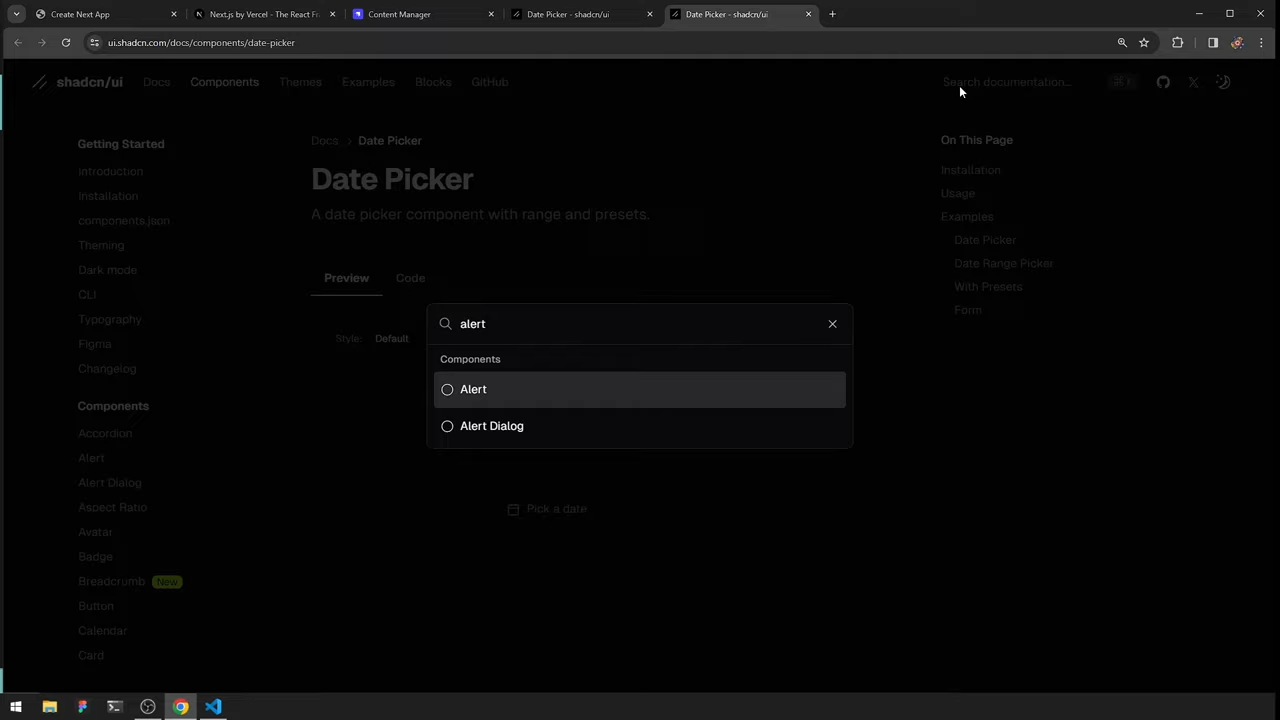 Create Next App
Next.js by Vercel - The React Fr
Content Manager
Date Picker - shadcn/ui
Date Picker - shadcn/ui
ui.shadcn.com/docs/components/date-picker
shadcn/ui
Docs
Components
Themes
Examples
Blocks
GitHub
Search documentation...
⌘ K
Getting Started
Introduction
Installation
components.json
Theming
Dark mode
CLI
Typography
Figma
Changelog
Components
Accordion
Alert
Alert Dialog
Aspect Ratio
Avatar
Badge
Breadcrumb New
Button
Calendar
Card
Docs > Date Picker
Date Picker
A date picker component with range and presets.
Preview
Code
Style: Default
alert
Components
Alert
Alert Dialog
Pick a date
On This Page
Installation
Usage
Examples
Date Picker
Date Range Picker
With Presets
Form